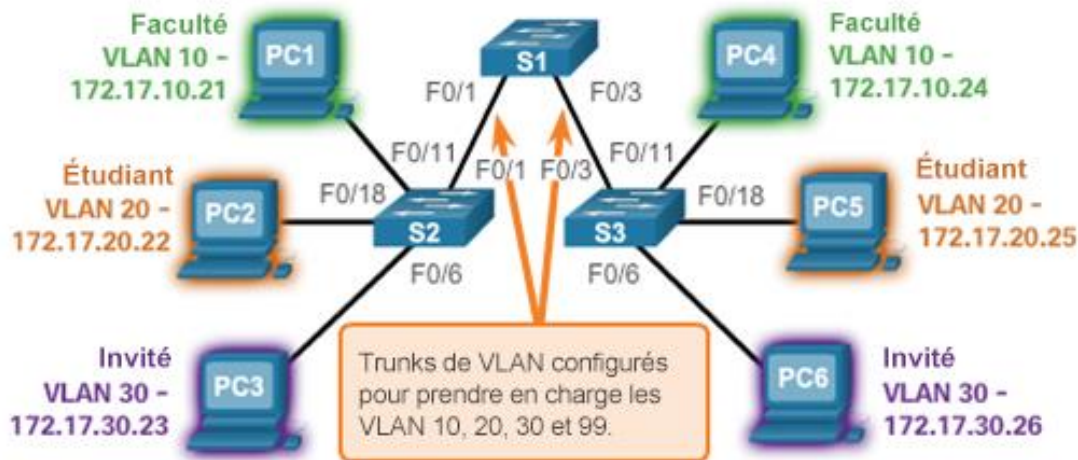 Faculté
VLAN 10 –
172.17.10.21
PC1
S1
F0/1
F0/3
PC4
Faculté
VLAN 10 –
172.17.10.24
F0/11
F0/1
F0/3
F0/11
Étudiant
VLAN 20 –
172.17.20.22
PC2
F0/18
S2
S3
F0/18
PC5
Étudiant
VLAN 20 –
172.17.20.25
F0/6
F0/6
Invité
VLAN 30 –
172.17.30.23
PC3
Trunks de VLAN configurés
pour prendre en charge les
VLAN 10, 20, 30 et 99.
PC6
Invité
VLAN 30 –
172.17.30.26